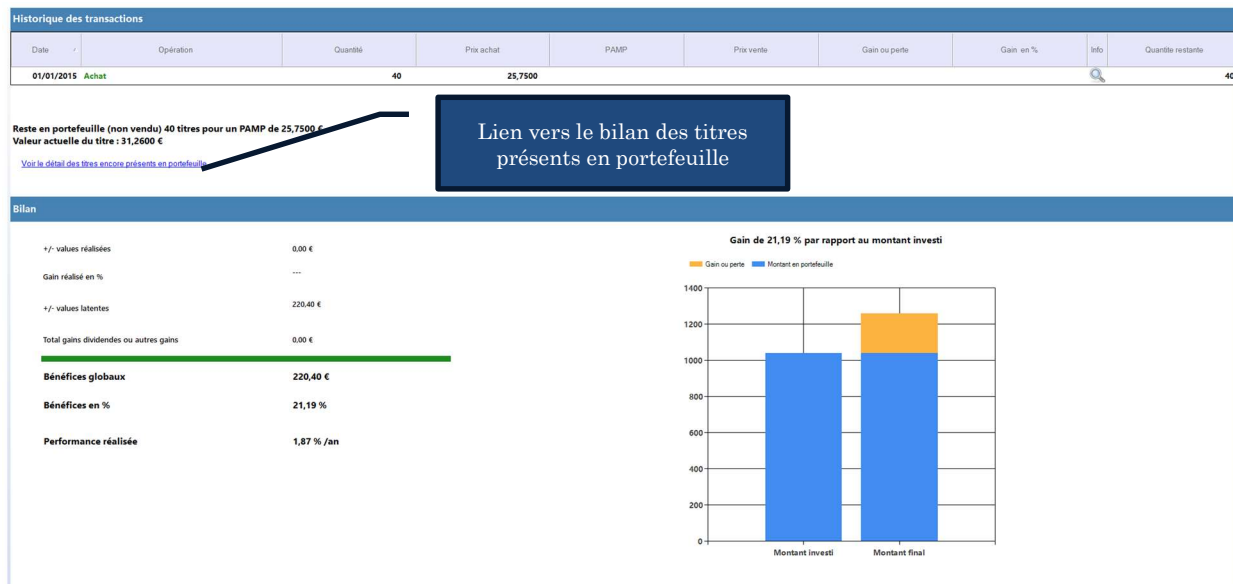 Historique des transactions
Date Opération Quantité Prix achat PAMP Prix vente Gain ou perte Gain en % Info Quantite restante
01/01/2015 Achat 40 25,7500 40
Reste en portefeuille (non vendu) 40 titres pour un PAMP de 25,7500 €
Valeur actuelle du titre : 31,2600 €
Voir le détail des titres encore présents en portefeuille
Lien vers le bilan des titres
présents en portefeuille
Bilan
+/- values réalisées 0,00 €
Gain réalisé en % ---
+/- values latentes 220,40 €
Total gains dividendes ou autres gains 0,00 €
Bénéfices globaux 220,40 €
Bénéfices en % 21,19 %
Performance réalisée 1,87 % /an
Gain de 21,19 % par rapport au montant investi
Gain ou perte Montant en portefeuille
1400
1200
1000
800
600
400
200
0
Montant investi Montant final